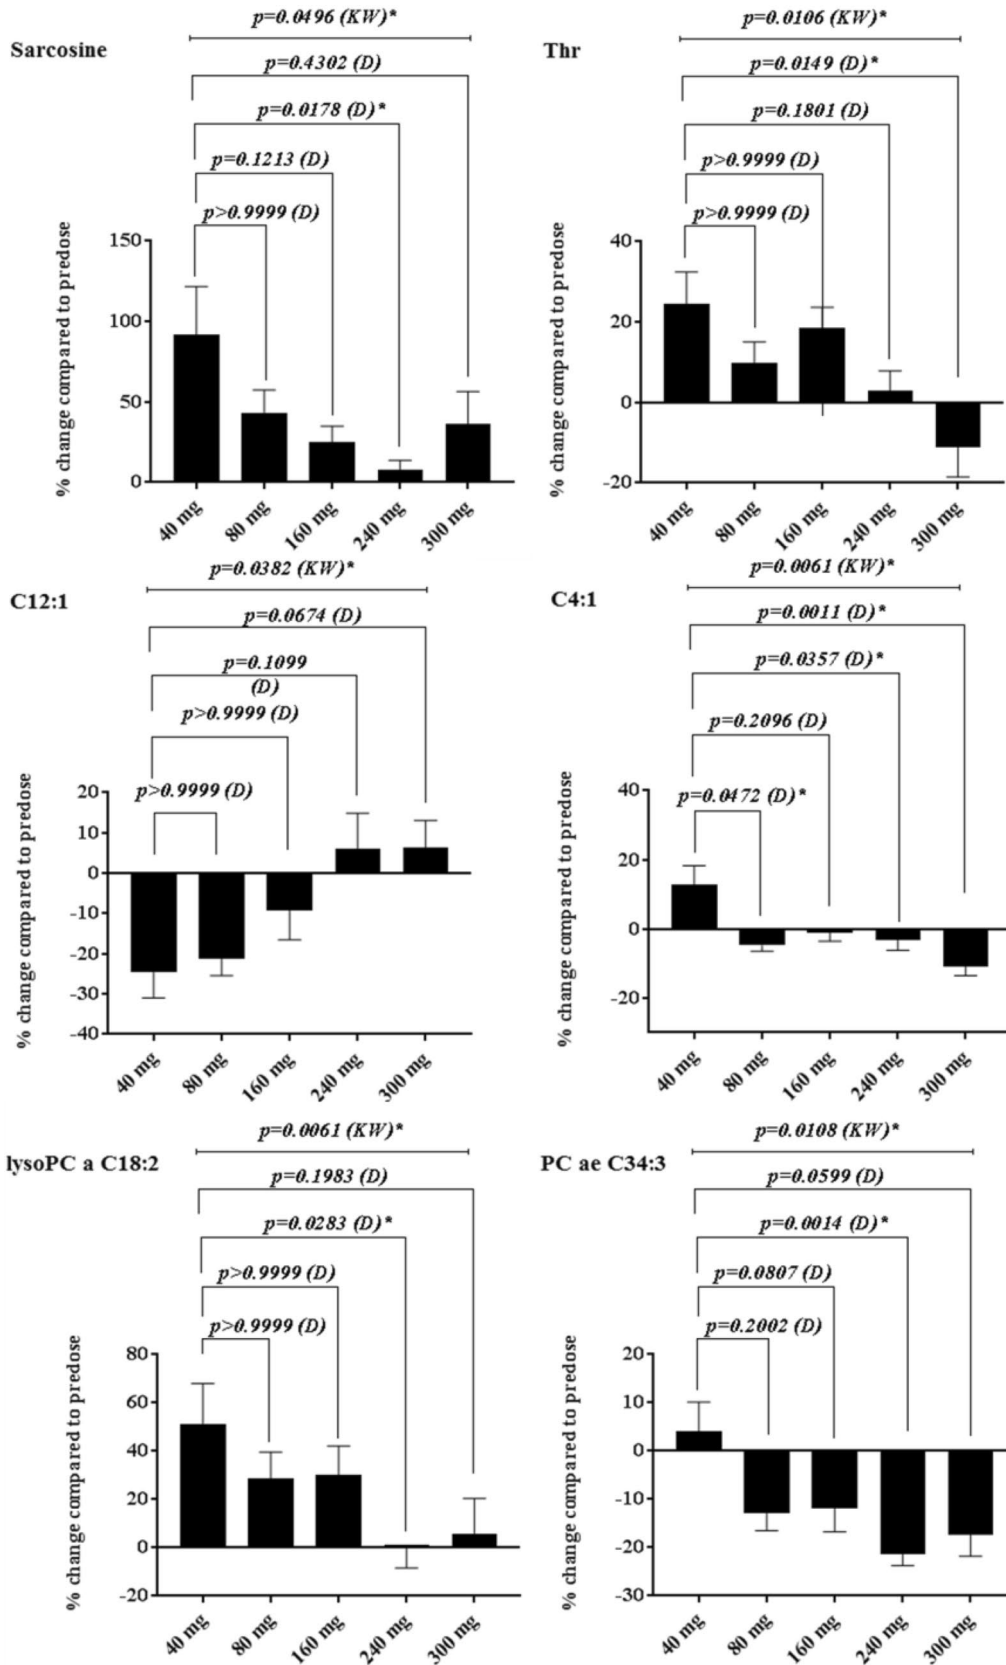 Sarcosine
p=0.0496 (KW)*
p=0.4302 (D)
p=0.0178 (D)*
p=0.1213 (D)
p>0.9999 (D)
% change compared to predose
150
100
50
0
40 mg
80 mg
160 mg
240 mg
300 mg
Thr
p=0.0106 (KW)*
p=0.0149 (D)*
p=0.1801 (D)
p>0.9999 (D)
p>0.9999 (D)
% change compared to predose
40
20
0
-20
40 mg
80 mg
160 mg
240 mg
300 mg
C12:1
p=0.0382 (KW)*
p=0.0674 (D)
p=0.1099
(D)
p>0.9999 (D)
p>0.9999 (D)
% change compared to predose
20
10
0
-10
-20
-30
-40
40 mg
80 mg
160 mg
240 mg
300 mg
C4:1
p=0.0061 (KW)*
p=0.0011 (D)*
p=0.0357 (D)*
p=0.2096 (D)
p=0.0472 (D)*
% change compared to predose
40
20
0
-20
40 mg
80 mg
160 mg
240 mg
300 mg
lysoPC a C18:2
p=0.0061 (KW)*
p=0.1983 (D)
p=0.0283 (D)*
p>0.9999 (D)
p>0.9999 (D)
% change compared to predose
80
60
40
20
0
-20
40 mg
80 mg
160 mg
240 mg
300 mg
PC ae C34:3
p=0.0108 (KW)*
p=0.0599 (D)
p=0.0014 (D)*
p=0.0807 (D)
p=0.2002 (D)
% change compared to predose
20
10
0
-10
-20
-30
40 mg
80 mg
160 mg
240 mg
300 mg